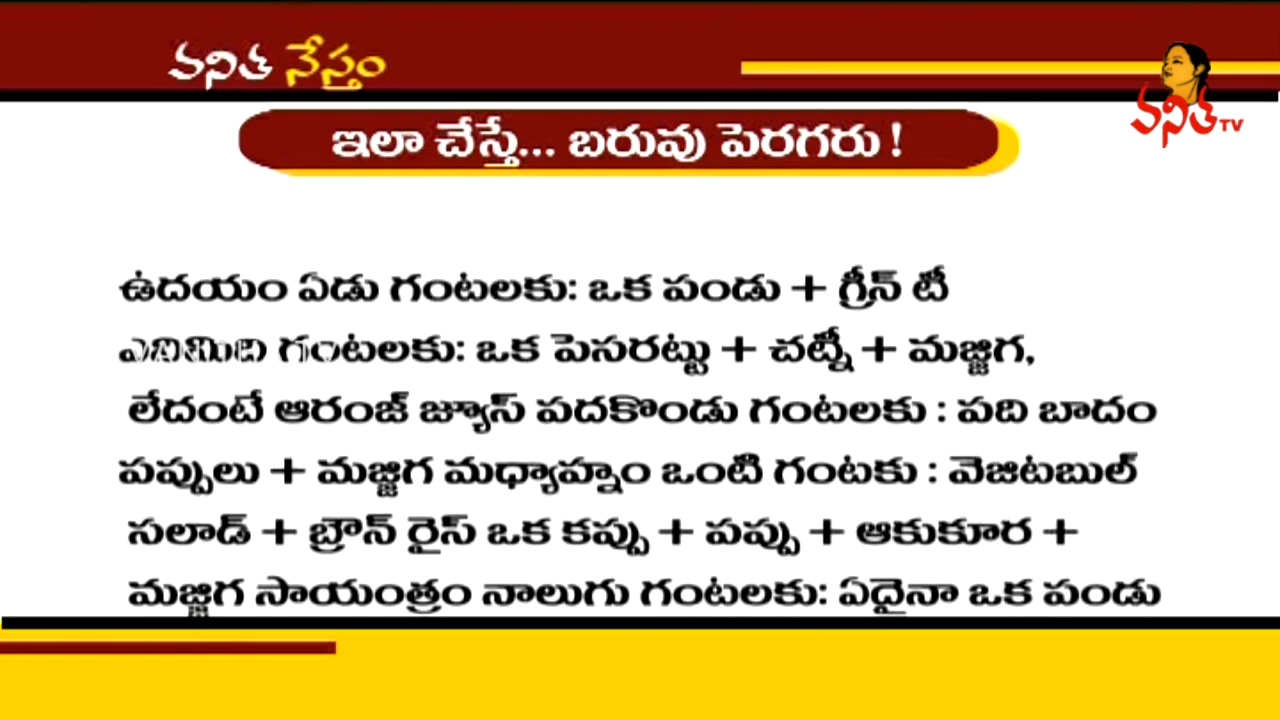 వనిత నేస్తం
వనిత TV
ఇలా చేస్తే... బరువు పెరగరు !
ఉదయం ఏడు గంటలకు: ఒక పండు + గ్రీన్ టీ
ఎనిమిది గంటలకు: ఒక పెసరట్టు + చట్నీ + మజ్జిగ,
లేదంటే ఆరంజ్ జ్యూస్ పదకొండు గంటలకు : పది బాదం
పప్పులు + మజ్జిగ మధ్యాహ్నం ఒంటి గంటకు : వెజిటబుల్
సలాడ్ + బ్రౌన్ రైస్ ఒక కప్పు + పప్పు + ఆకుకూర +
మజ్జిగ సాయంత్రం నాలుగు గంటలకు: ఏదైనా ఒక పండు